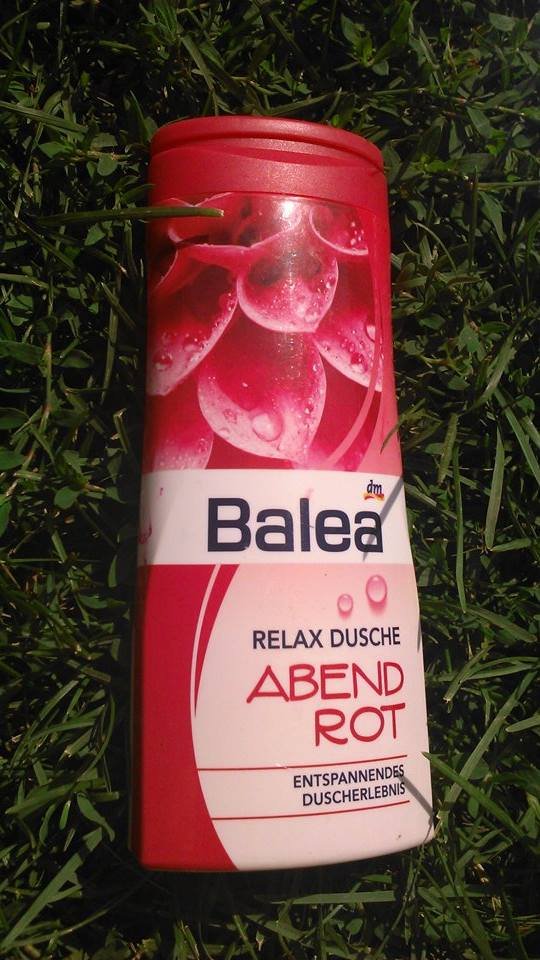 dm
Balea
RELAX DUSCHE
ABEND
ROT
ENTSPANNENDES
DUSCHERLEBNIS